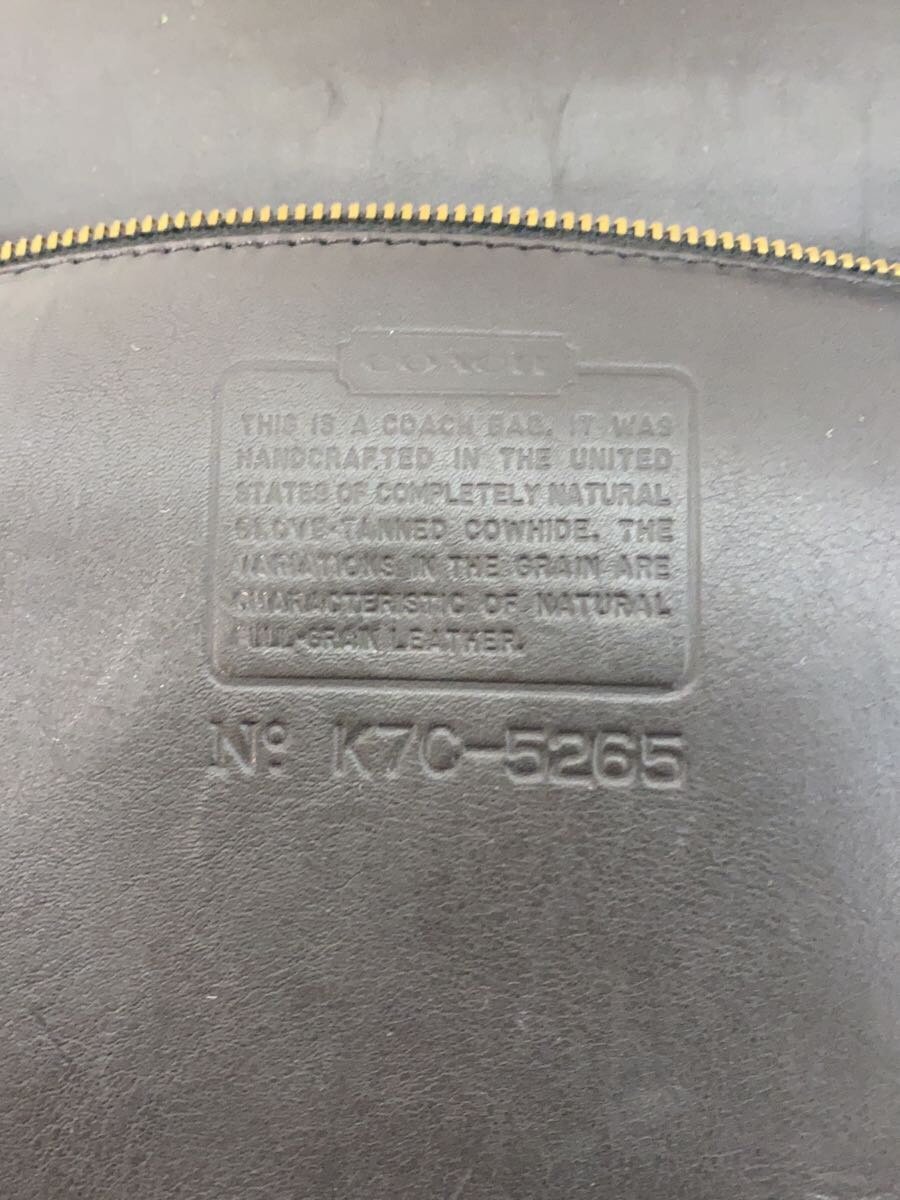 COACH
THIS IS A COACH BAG. IT WAS
HANDCRAFTED IN THE UNITED
STATES OF COMPLETELY NATURAL
GLOVE-TANNED COWHIDE. THE
VARIATIONS IN THE GRAIN ARE
CHARACTERISTIC OF NATURAL
FULL-GRAIN LEATHER.
Nº K7C-5265